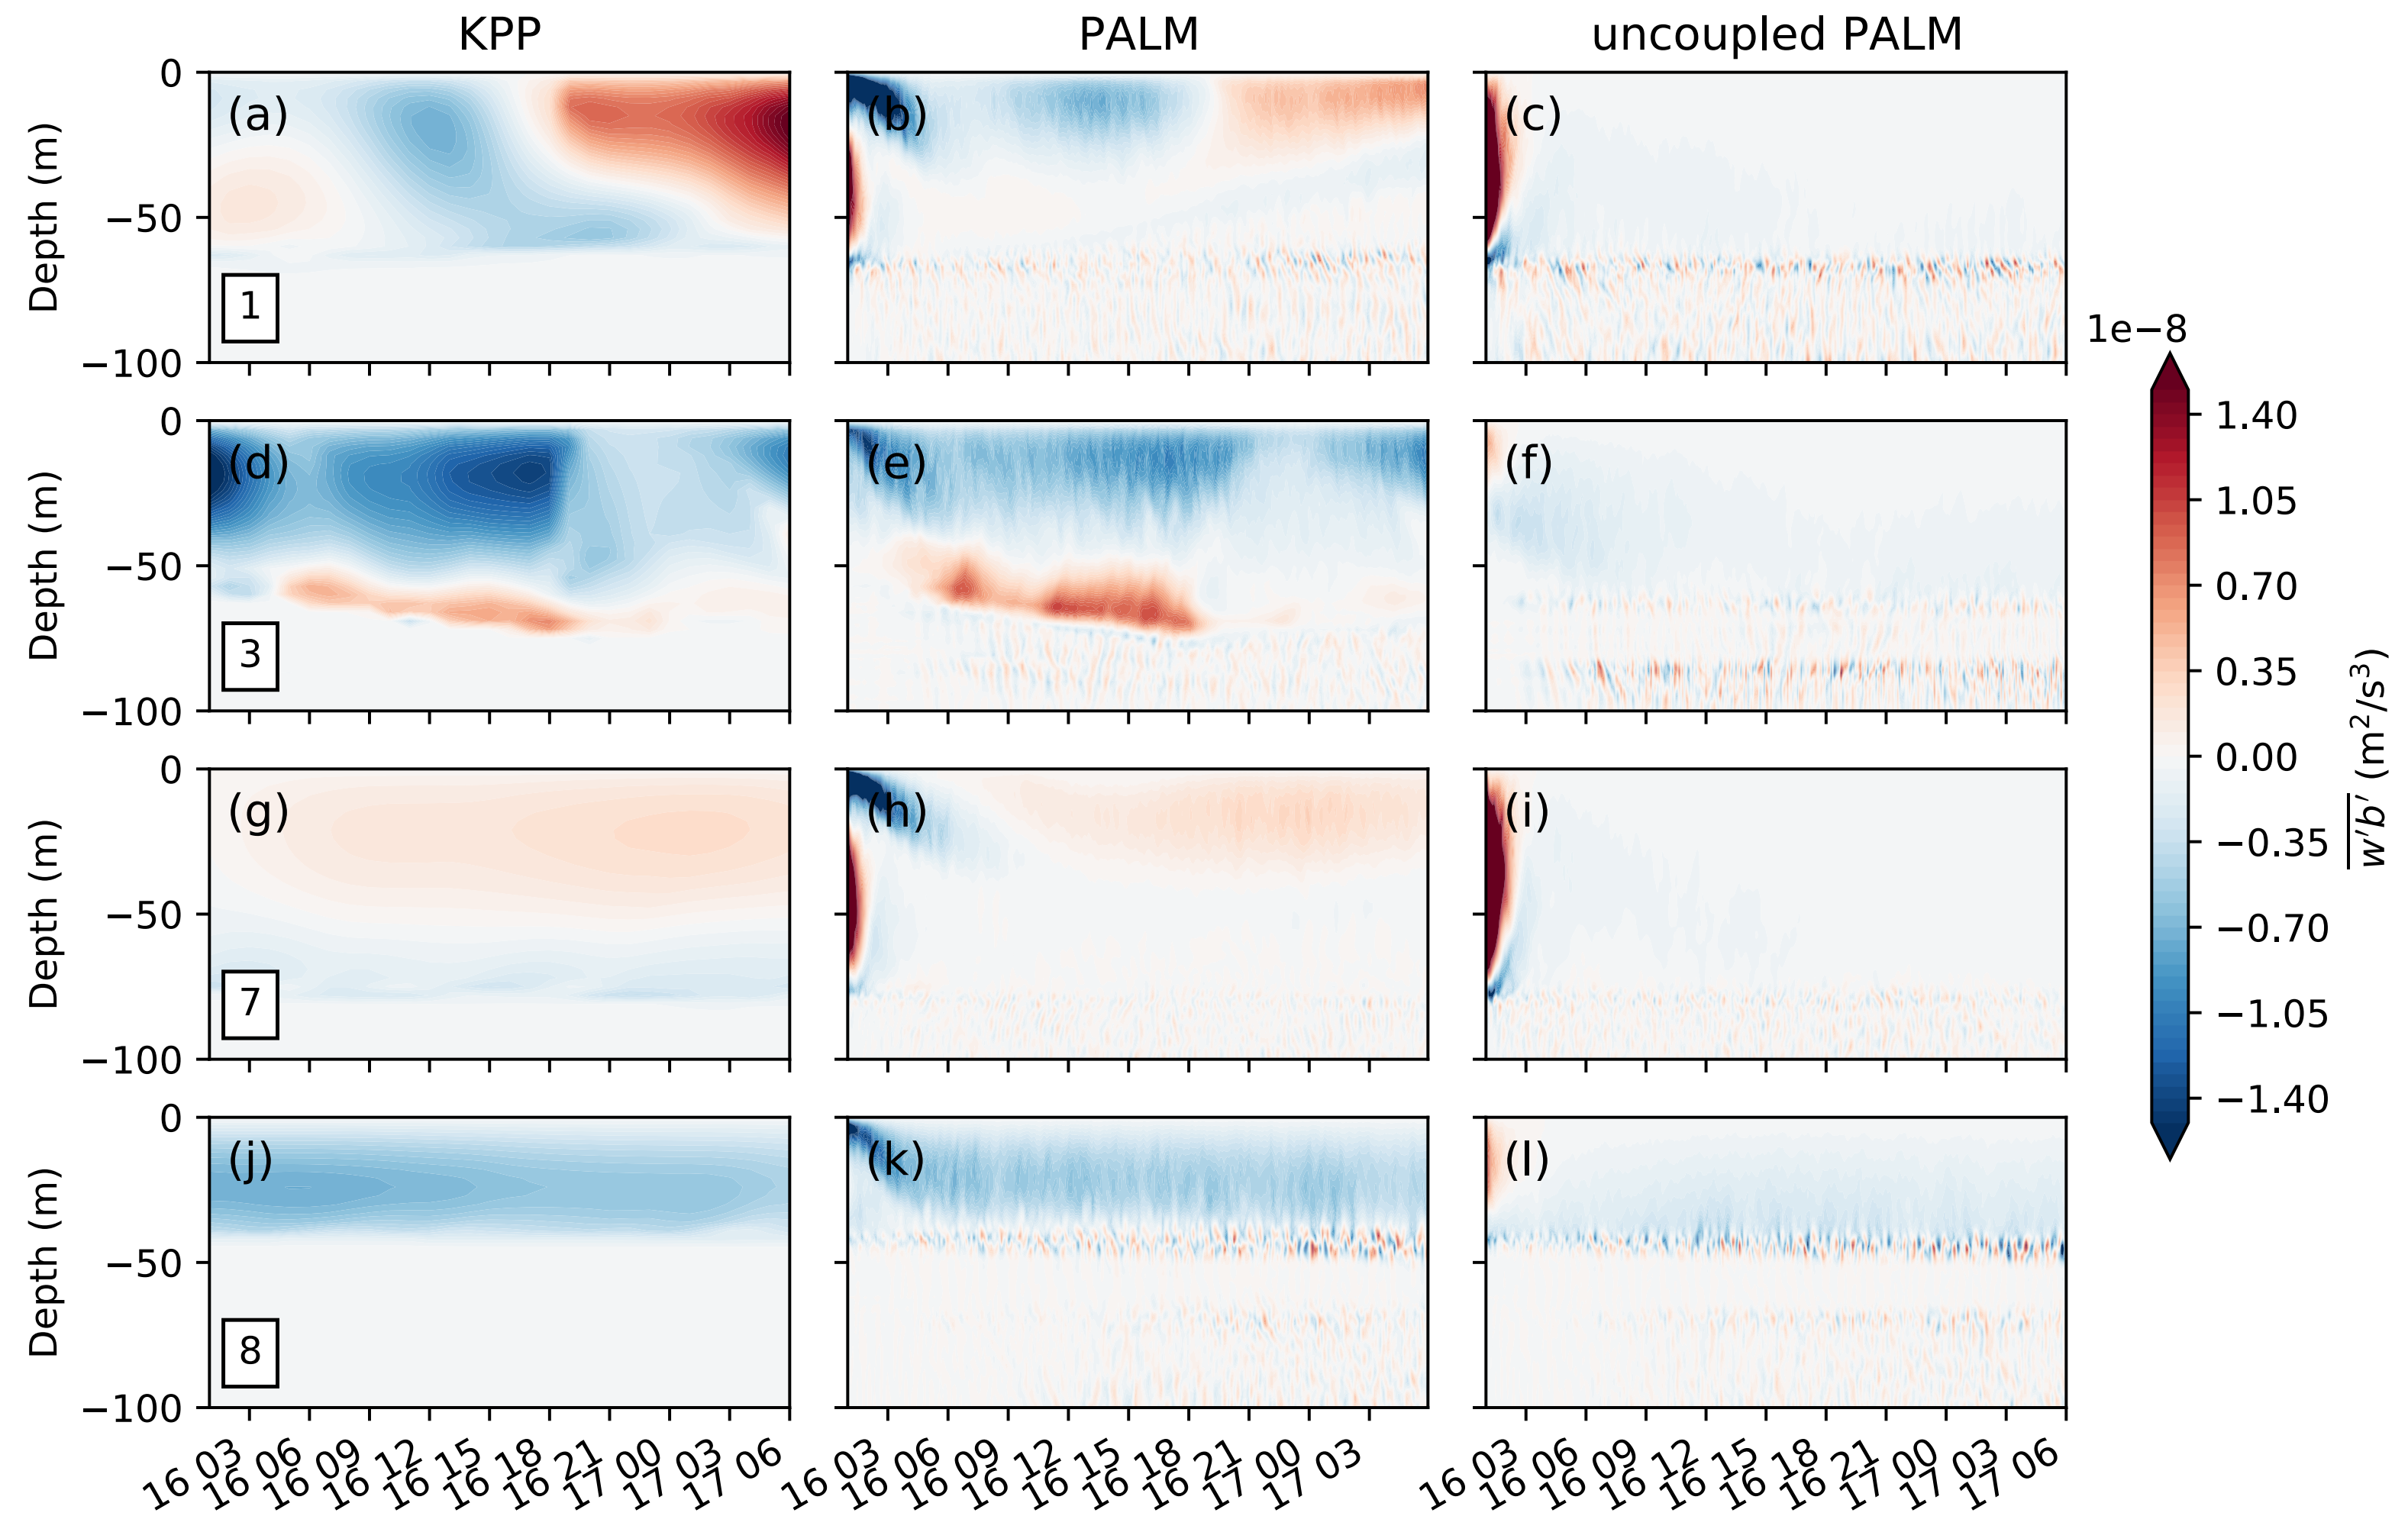 KPP PALM uncoupled PALM
0
(a) (b) (c)
Depth (m)
−50
1
−100
1e−8
0
(d) (e) (f)
Depth (m)
−50
3
−100
0
(g) (h) (i)
Depth (m)
−50
7
−100
0
(j) (k) (l)
Depth (m)
−50
8
−100
16 03 16 06 16 09 16 12 16 15 16 18 16 21 17 00 17 03 17 06
16 03 16 06 16 09 16 12 16 15 16 18 16 21 17 00 17 03
16 03 16 06 16 09 16 12 16 15 16 18 16 21 17 00 17 03 17 06
1.40
1.05
0.70
0.35
0.00
−0.35
−0.70
−1.05
−1.40
w′b′ (m²/s³)